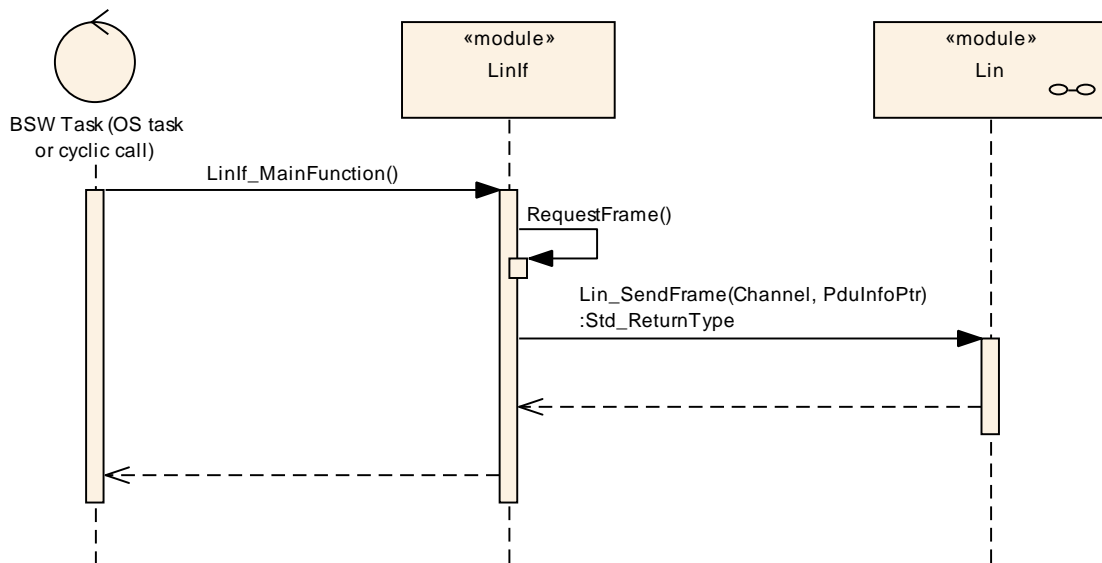 «module»
LinIf
«module»
Lin
BSW Task (OS task
or cyclic call)
LinIf_MainFunction()
RequestFrame()
Lin_SendFrame(Channel, PduInfoPtr)
:Std_ReturnType